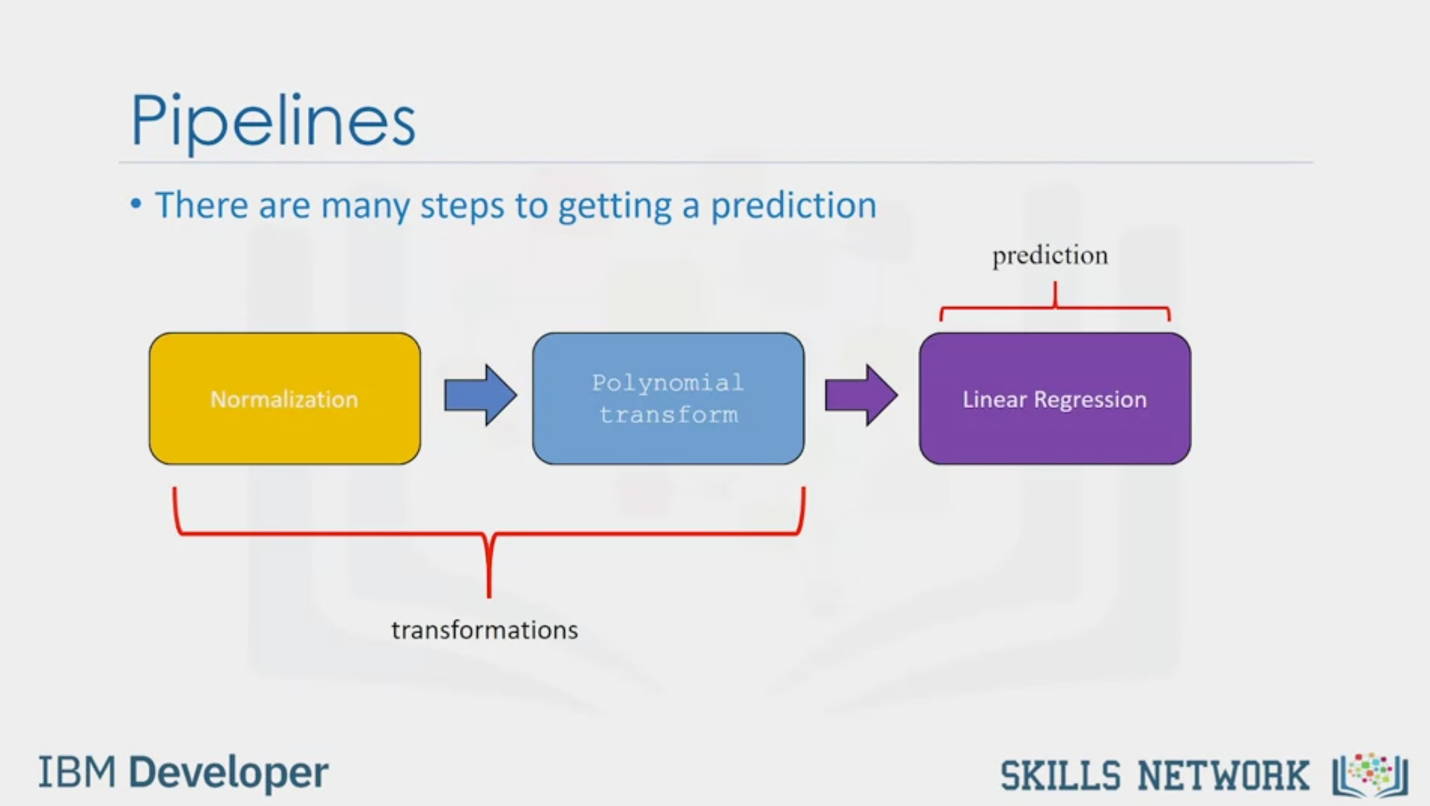 Pipelines
• There are many steps to getting a prediction
prediction
Normalization
Polynomial
transform
Linear Regression
transformations
IBM Developer
SKILLS NETWORK